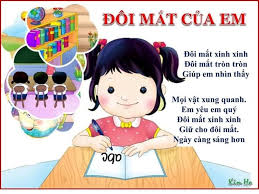 ĐÔI MẮT CỦA EM
Đôi mắt xinh xinh
Đôi mắt tròn tròn
Giúp em nhìn thấy
Mọi vật xung quanh.
Em yêu em quý
Đôi mắt xinh xinh
Giữ cho đôi mắt.
Ngày càng sáng hơn
abc
Kim Ho